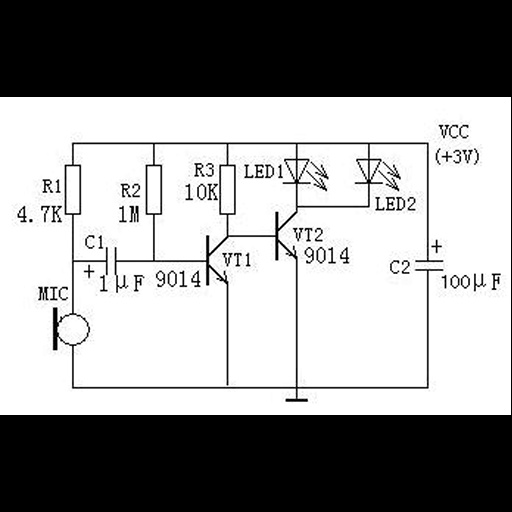 VCC
(+3V)
R1
4.7K
R2
1M
R3
10K
LED1
LED2
C1
+
1μF
9014
VT1
VT2
9014
+
C2
100μF
MIC